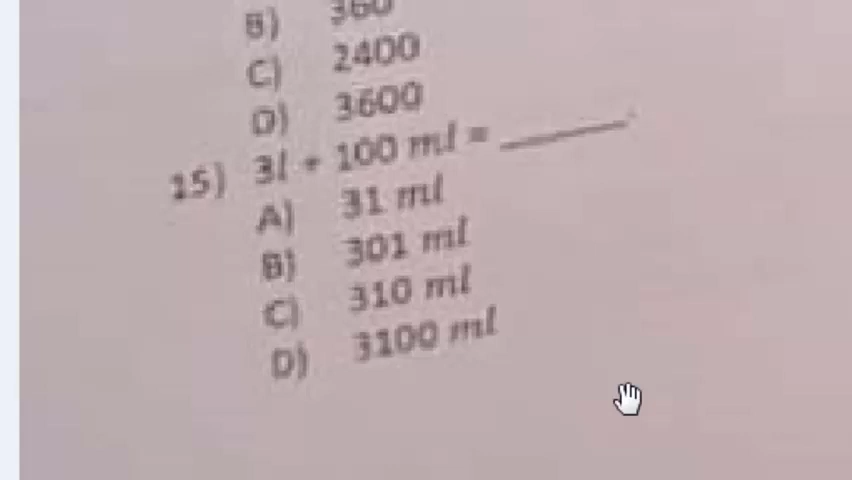 B) 360
C) 2400
D) 3600
15) 3l + 100 ml = ______.
A) 31 ml
B) 301 ml
C) 310 ml
D) 3100 ml